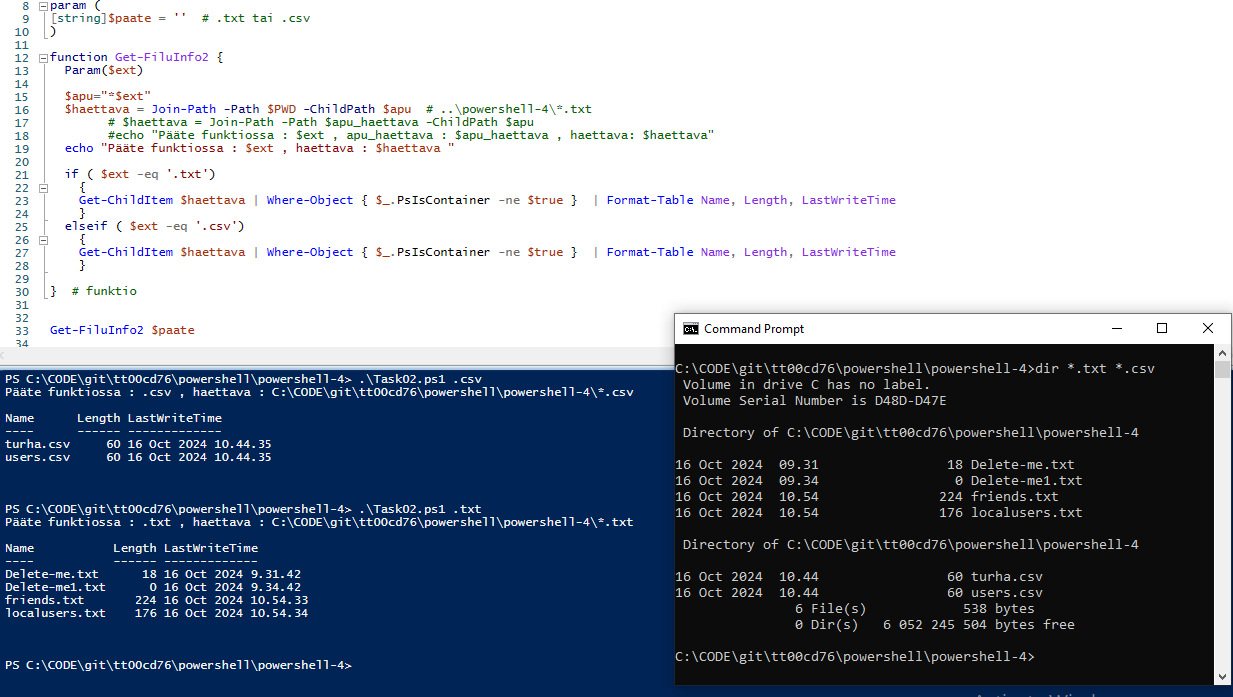 8 param (
9 [string]$paate = ''  # .txt tai .csv
10 )
11
12 function Get-FiluInfo2 {
13   Param($ext)
14
15   $apu="*$ext"
16   $haettava = Join-Path -Path $PWD -ChildPath $apu  # ..\powershell-4\*.txt
17         # $haettava = Join-Path -Path $apu_haettava -ChildPath $apu
18         #echo "Pääte funktiossa : $ext , apu_haettava : $apu_haettava , haettava: $haettava"
19   echo "Pääte funktiossa : $ext , haettava : $haettava "
20
21   if ( $ext -eq '.txt')
22     {
23     Get-ChildItem $haettava | Where-Object { $_.PsIsContainer -ne $true }  | Format-Table Name, Length, LastWriteTime
24     }
25   elseif ( $ext -eq '.csv')
26     {
27     Get-ChildItem $haettava | Where-Object { $_.PsIsContainer -ne $true }  | Format-Table Name, Length, LastWriteTime
28     }
29
30 }  # funktio
31
32
33 Get-FiluInfo2 $paate
34
PS C:\CODE\git\tt00cd76\powershell\powershell-4> .\Task02.ps1 .csv
Pääte funktiossa : .csv , haettava : C:\CODE\git\tt00cd76\powershell\powershell-4\*.csv
Name      Length LastWriteTime
----      ------ -------------
turha.csv     60 16 Oct 2024 10.44.35
users.csv     60 16 Oct 2024 10.44.35
PS C:\CODE\git\tt00cd76\powershell\powershell-4> .\Task02.ps1 .txt
Pääte funktiossa : .txt , haettava : C:\CODE\git\tt00cd76\powershell\powershell-4\*.txt
Name           Length LastWriteTime
----           ------ -------------
Delete-me.txt      18 16 Oct 2024 9.31.42
Delete-me1.txt      0 16 Oct 2024 9.34.42
friends.txt       224 16 Oct 2024 10.54.33
localusers.txt    176 16 Oct 2024 10.54.34
PS C:\CODE\git\tt00cd76\powershell\powershell-4>
Command Prompt
C:\CODE\git\tt00cd76\powershell\powershell-4>dir *.txt *.csv
 Volume in drive C has no label.
 Volume Serial Number is D48D-D47E
 Directory of C:\CODE\git\tt00cd76\powershell\powershell-4
16 Oct 2024  09.31                18 Delete-me.txt
16 Oct 2024  09.34                 0 Delete-me1.txt
16 Oct 2024  10.54               224 friends.txt
16 Oct 2024  10.54               176 localusers.txt
 Directory of C:\CODE\git\tt00cd76\powershell\powershell-4
16 Oct 2024  10.44                60 turha.csv
16 Oct 2024  10.44                60 users.csv
               6 File(s)            538 bytes
               0 Dir(s)   6 052 245 504 bytes free
C:\CODE\git\tt00cd76\powershell\powershell-4>